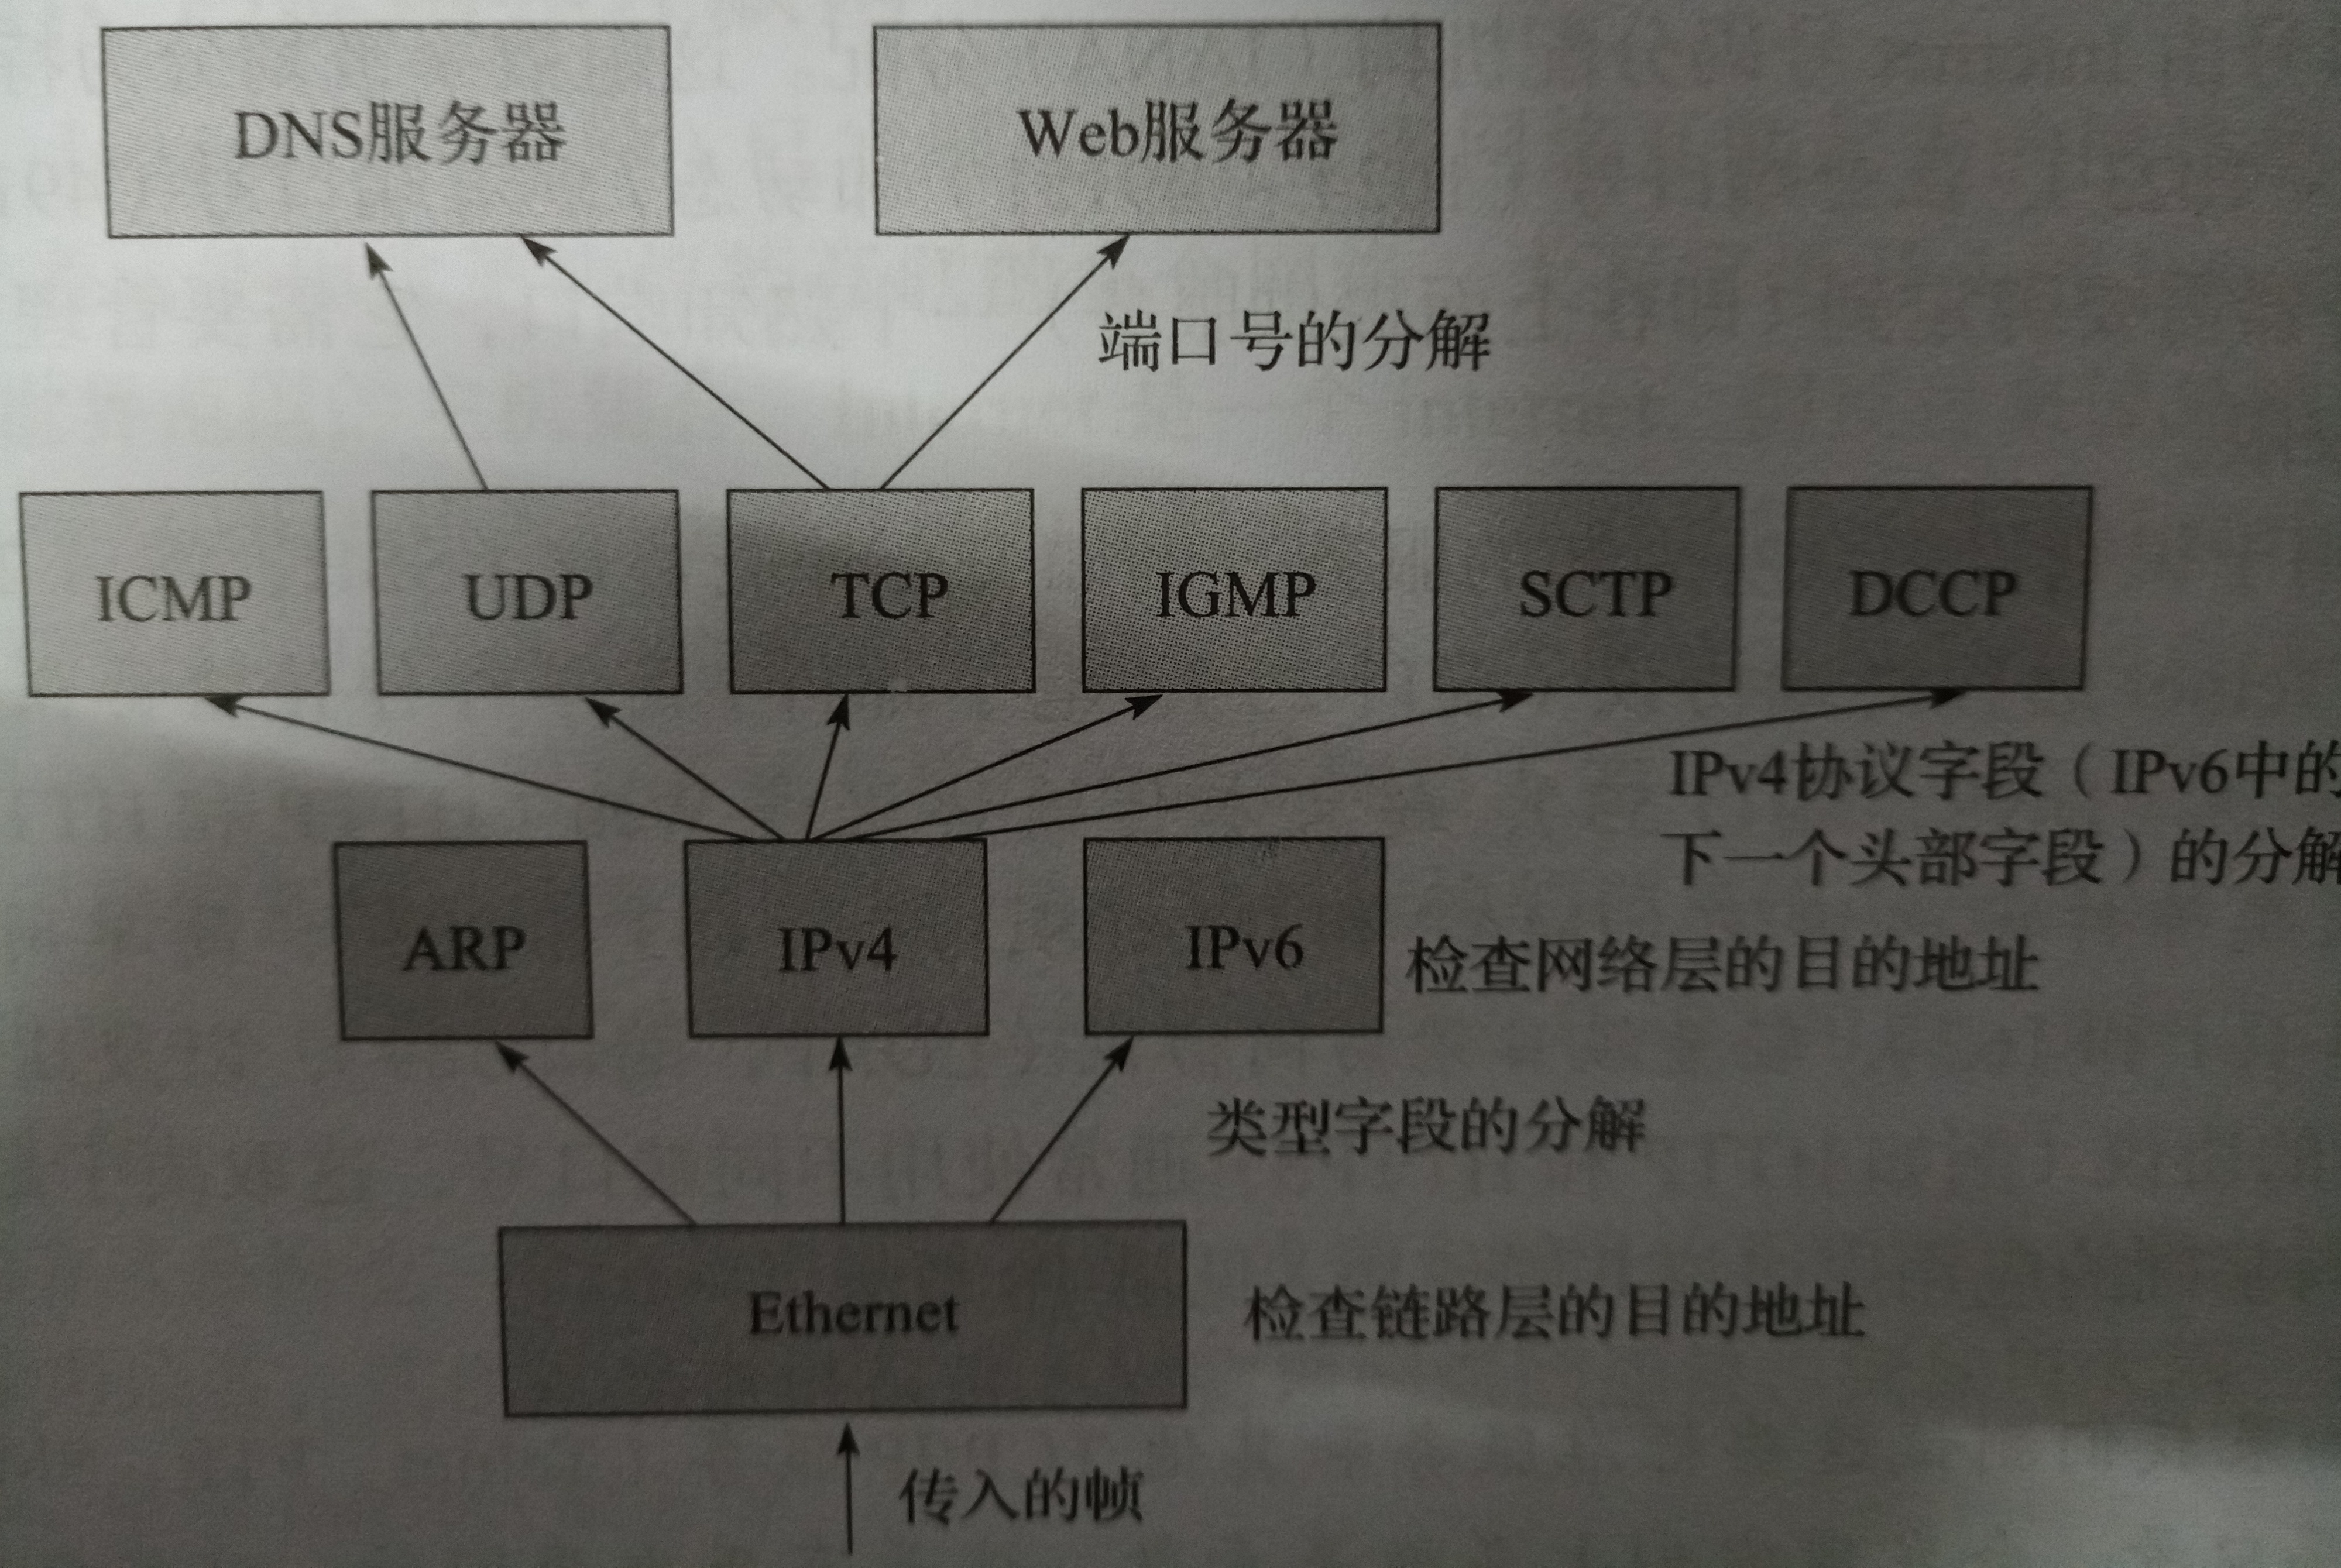 DNS服务器
Web服务器
端口号的分解
ICMP
UDP
TCP
IGMP
SCTP
DCCP
IPv4协议字段（IPv6中的
下一个头部字段）的分解
ARP
IPv4
IPv6
检查网络层的目的地址
类型字段的分解
Ethernet
检查链路层的目的地址
传入的帧